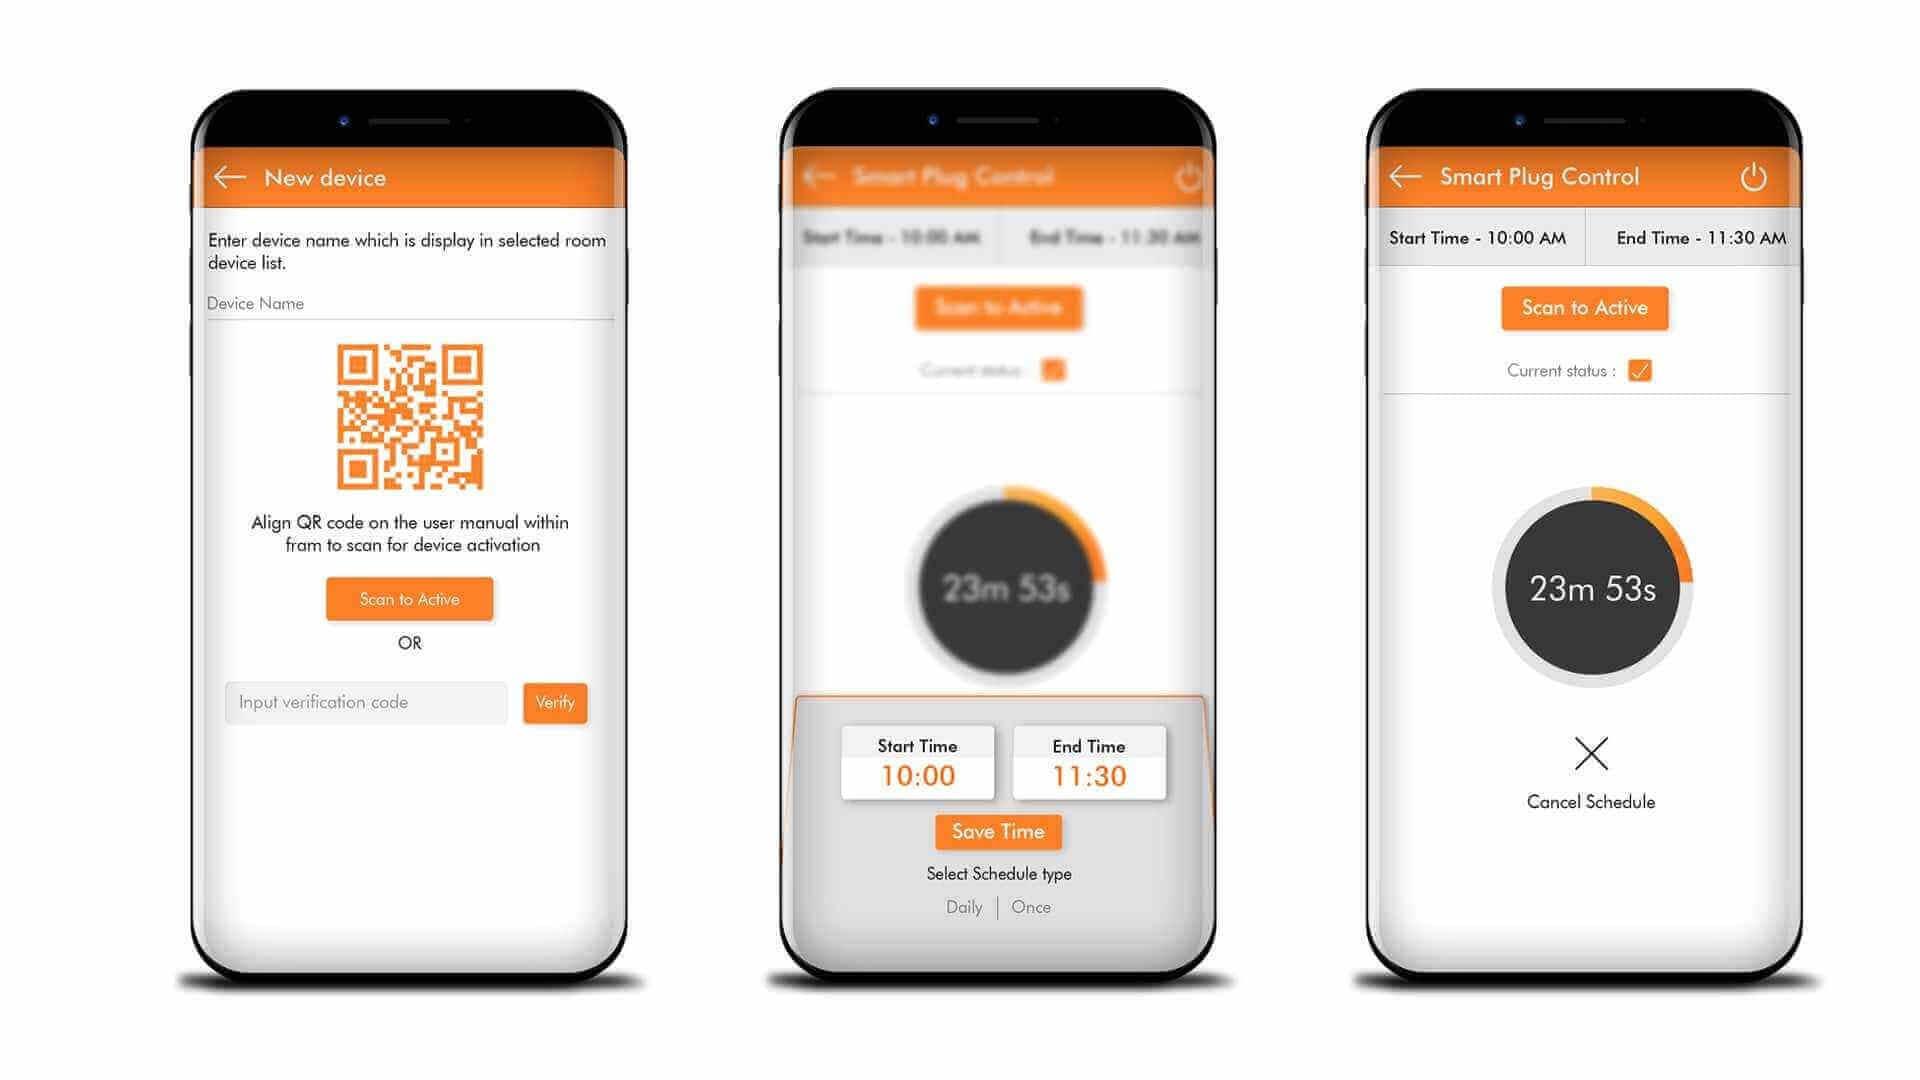 New device
Enter device name which is display in selected room
device list.
Device Name
Align QR code on the user manual within
fram to scan for device activation
Scan to Active
OR
Input verification code
Verify
Smart Plug Control
Start Time - 10:00 AM
End Time - 11:30 AM
Scan to Active
Current status :
23m 53s
Start Time
10:00
End Time
11:30
Save Time
Select Schedule type
Daily | Once
Smart Plug Control
Start Time - 10:00 AM
End Time - 11:30 AM
Scan to Active
Current status :
23m 53s
Cancel Schedule